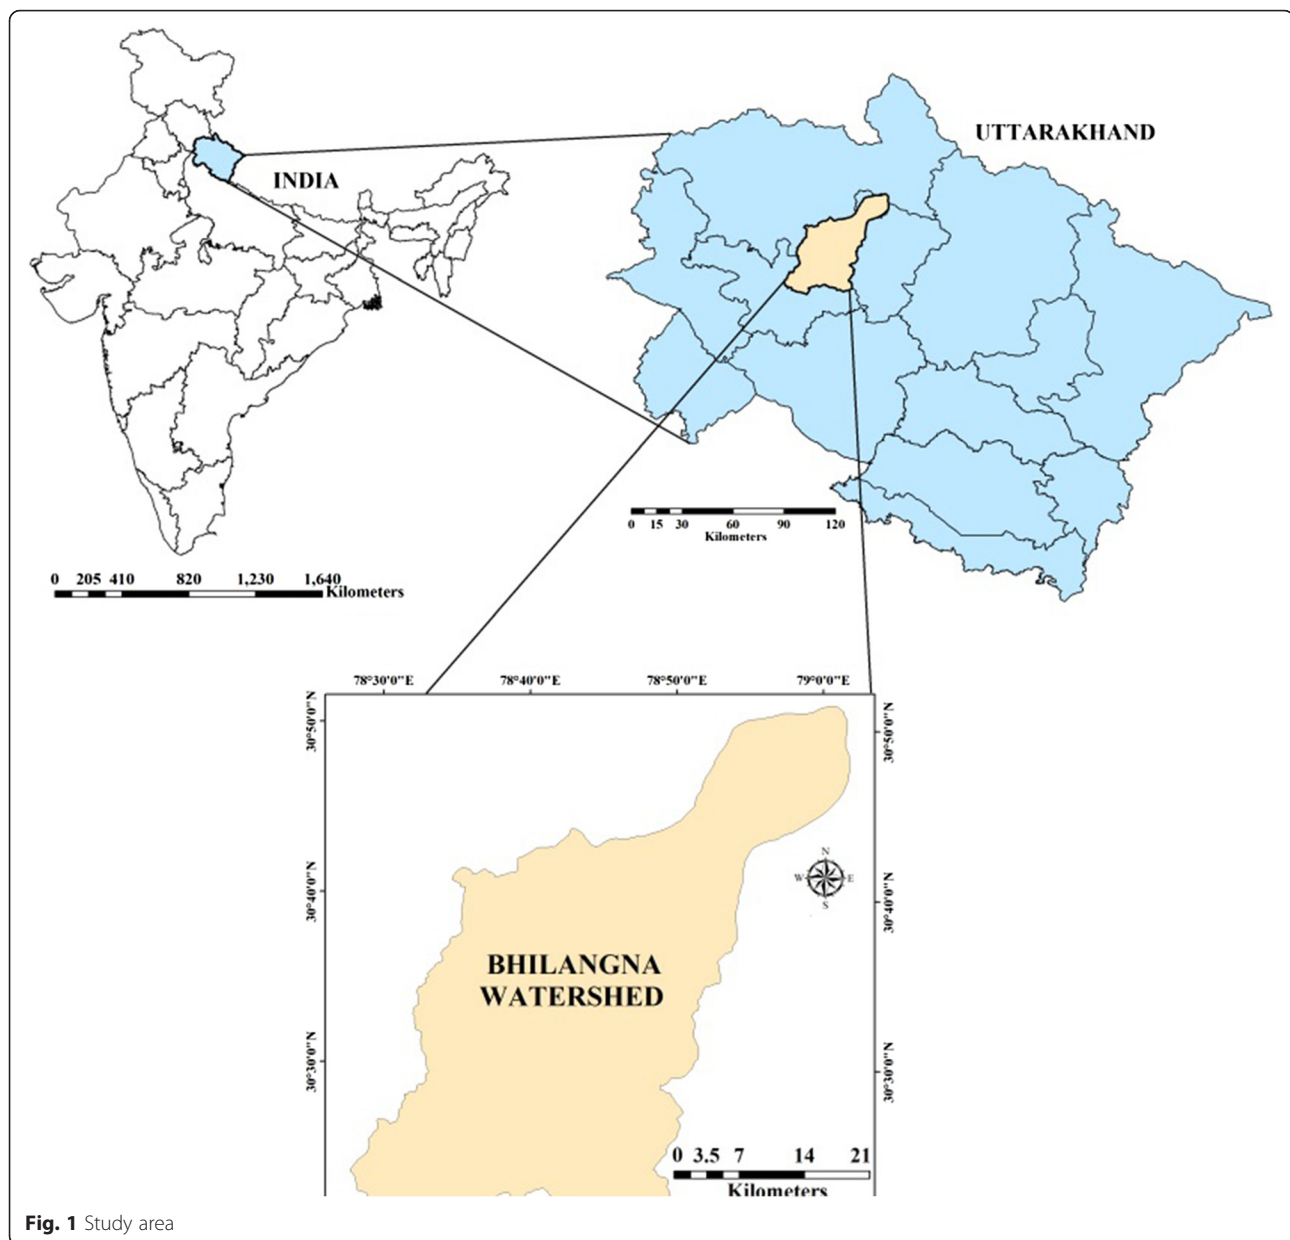 UTTARAKHAND
INDIA
0 15 30 60 90 120
Kilometers
0 205 410 820 1,230 1,640
Kilometers
78°30'0"E 78°40'0"E 78°50'0"E 79°0'0"E
30°50'0"N
30°50'0"N
N
W E
S
30°40'0"N
30°40'0"N
BHILANGNA
WATERSHED
30°30'0"N
30°30'0"N
0 3.5 7 14 21
Kilometers
Fig. 1 Study area